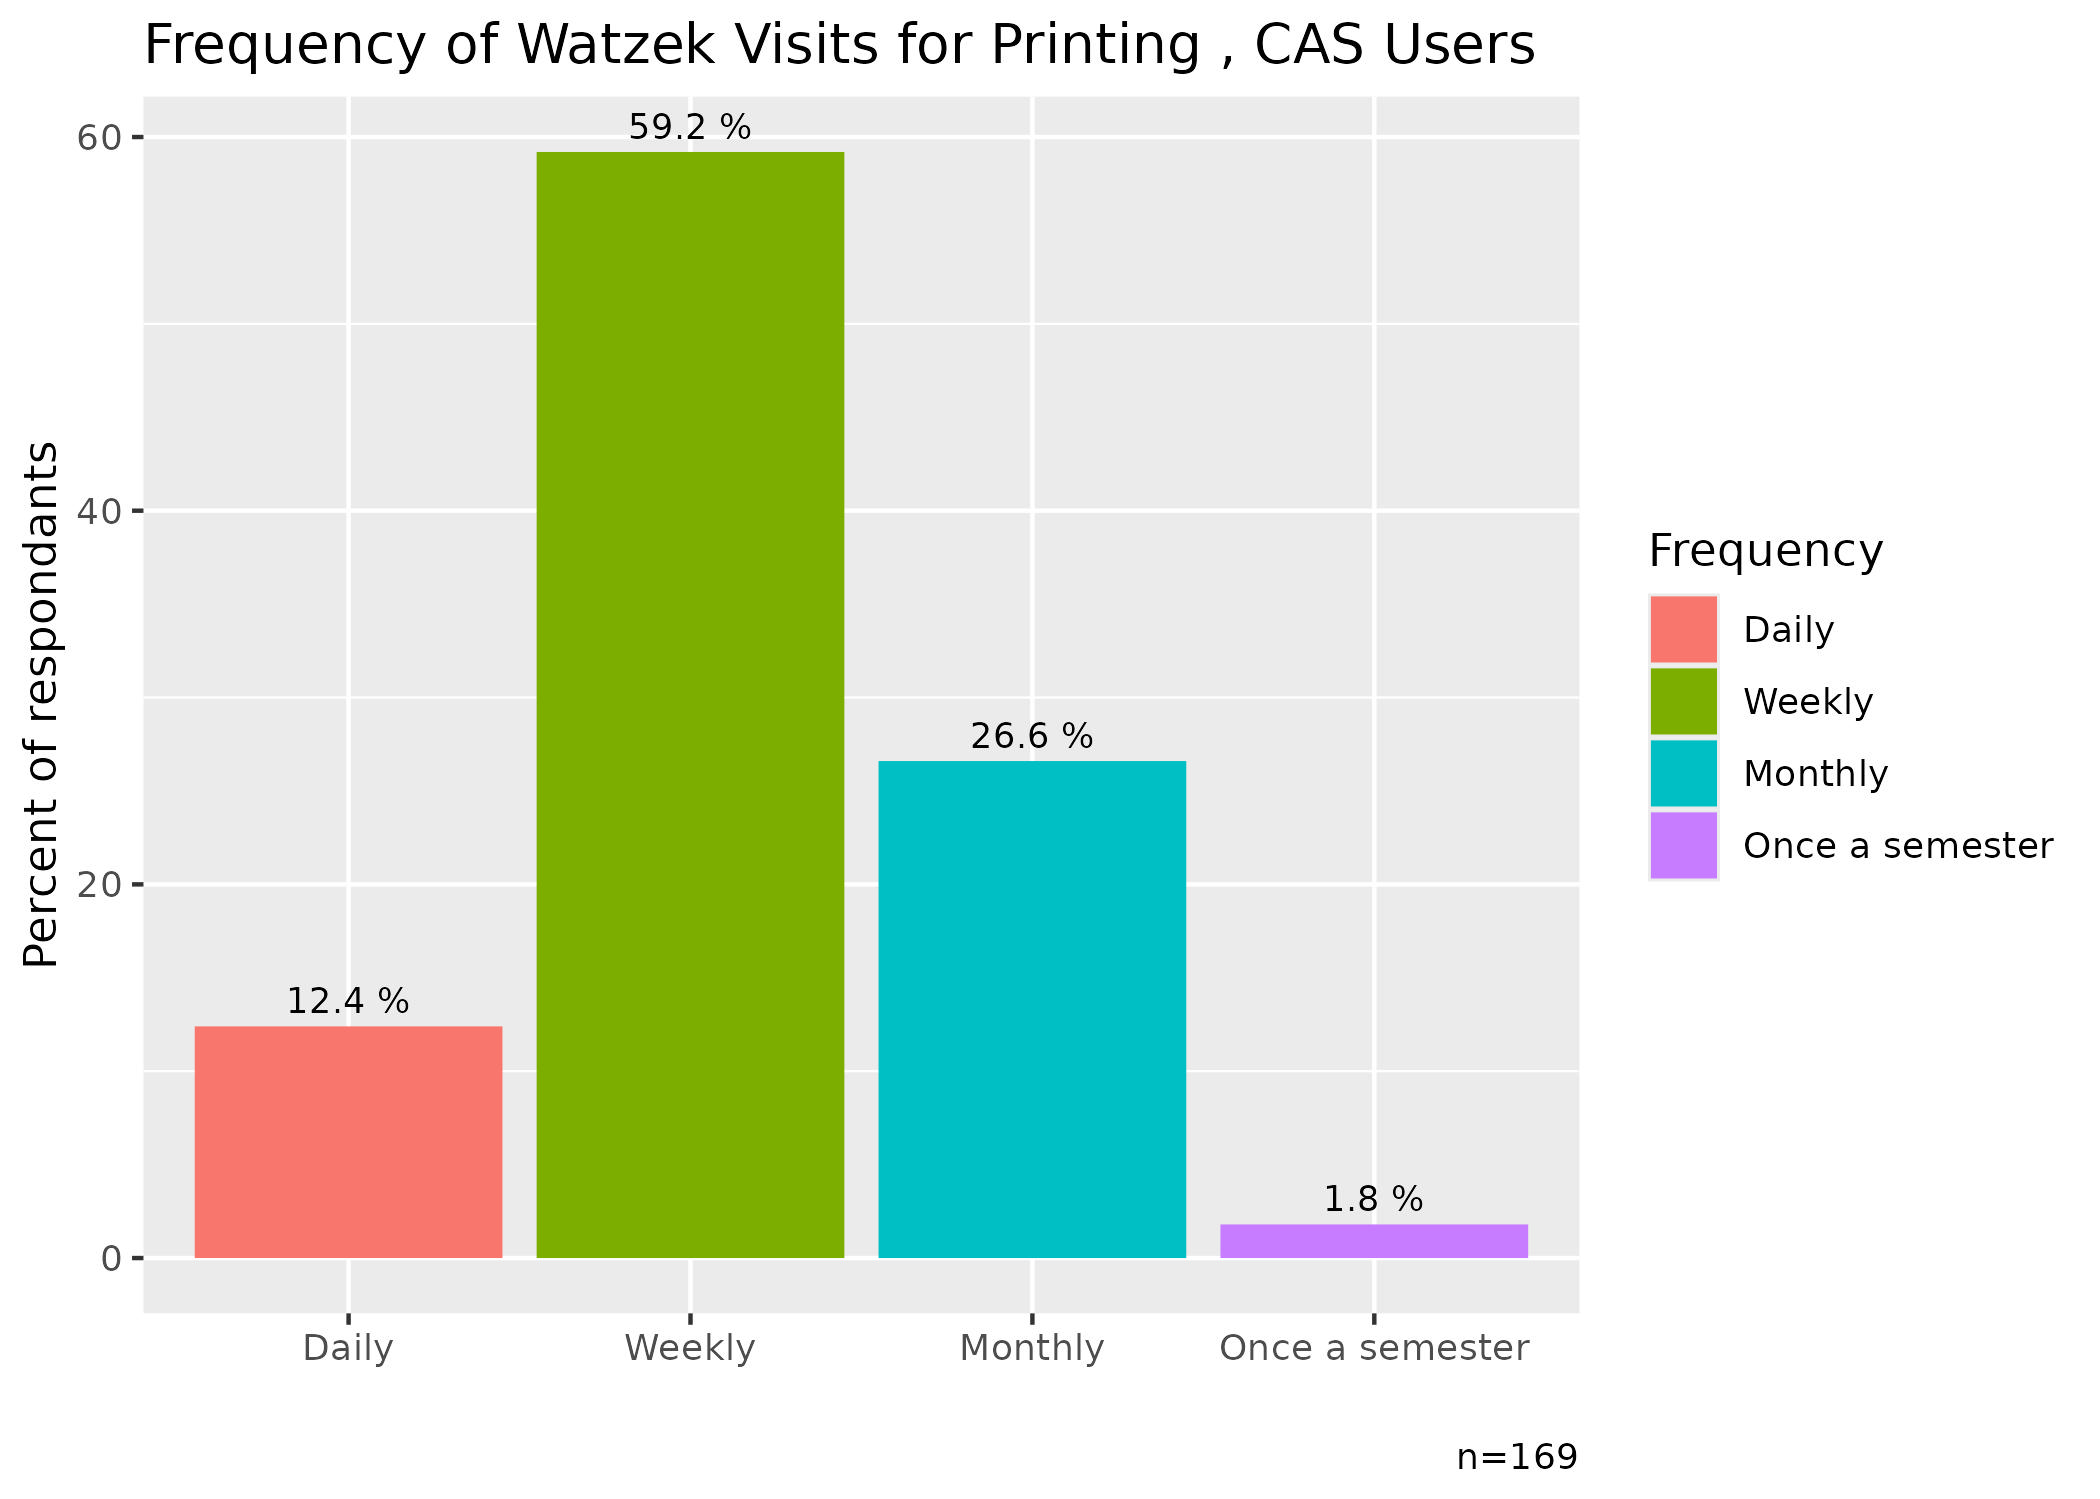 Frequency of Watzek Visits for Printing , CAS Users
Percent of respondants
60
40
20
0
12.4 %
59.2 %
26.6 %
1.8 %
Daily
Weekly
Monthly
Once a semester
Frequency
Daily
Weekly
Monthly
Once a semester
n=169